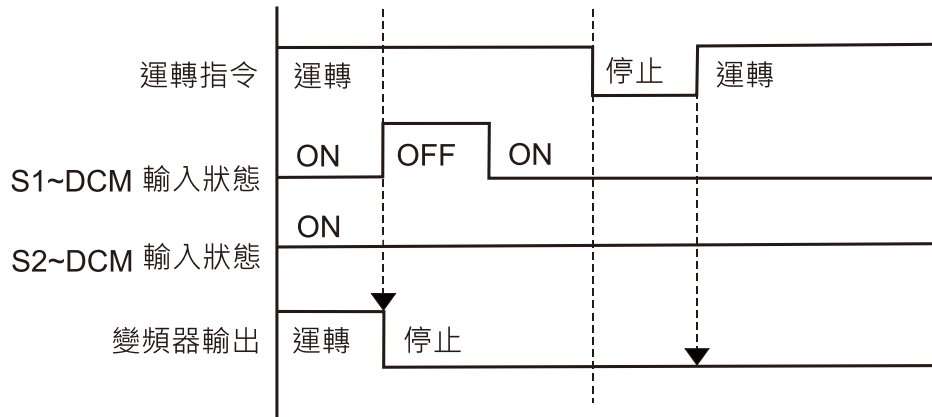 運轉指令 運轉 停止 運轉
S1~DCM 輸入狀態 ON OFF ON
S2~DCM 輸入狀態 ON
變頻器輸出 運轉 停止